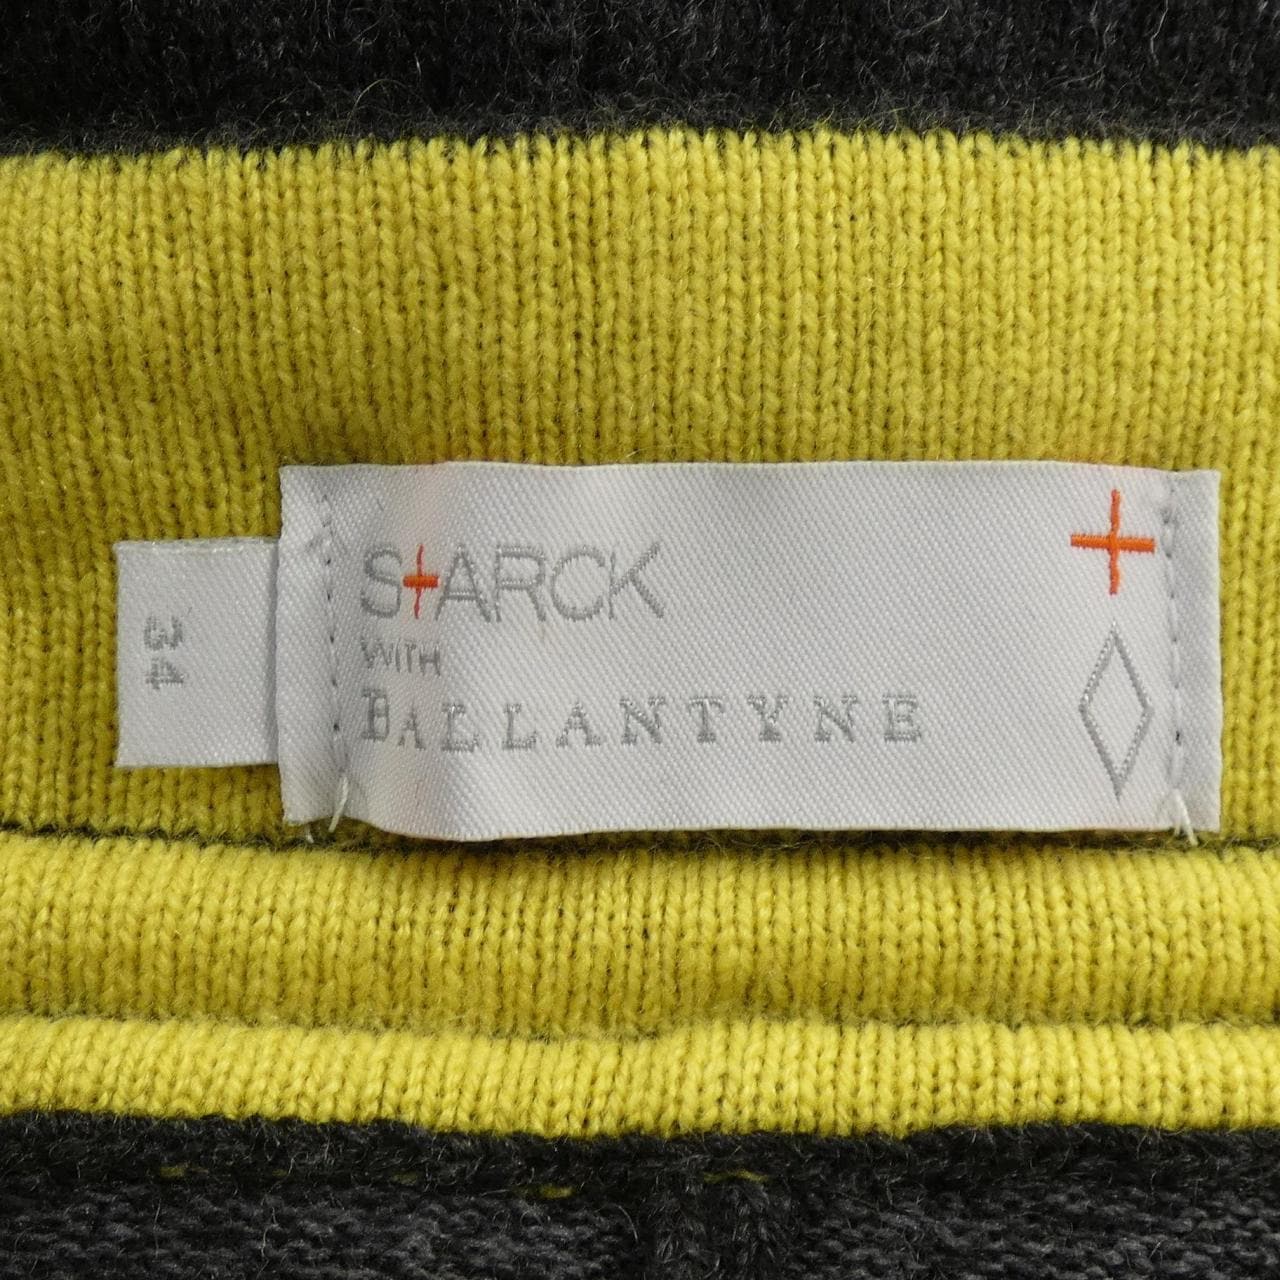 S+ARCK
WITH
BALLANTYNE
34